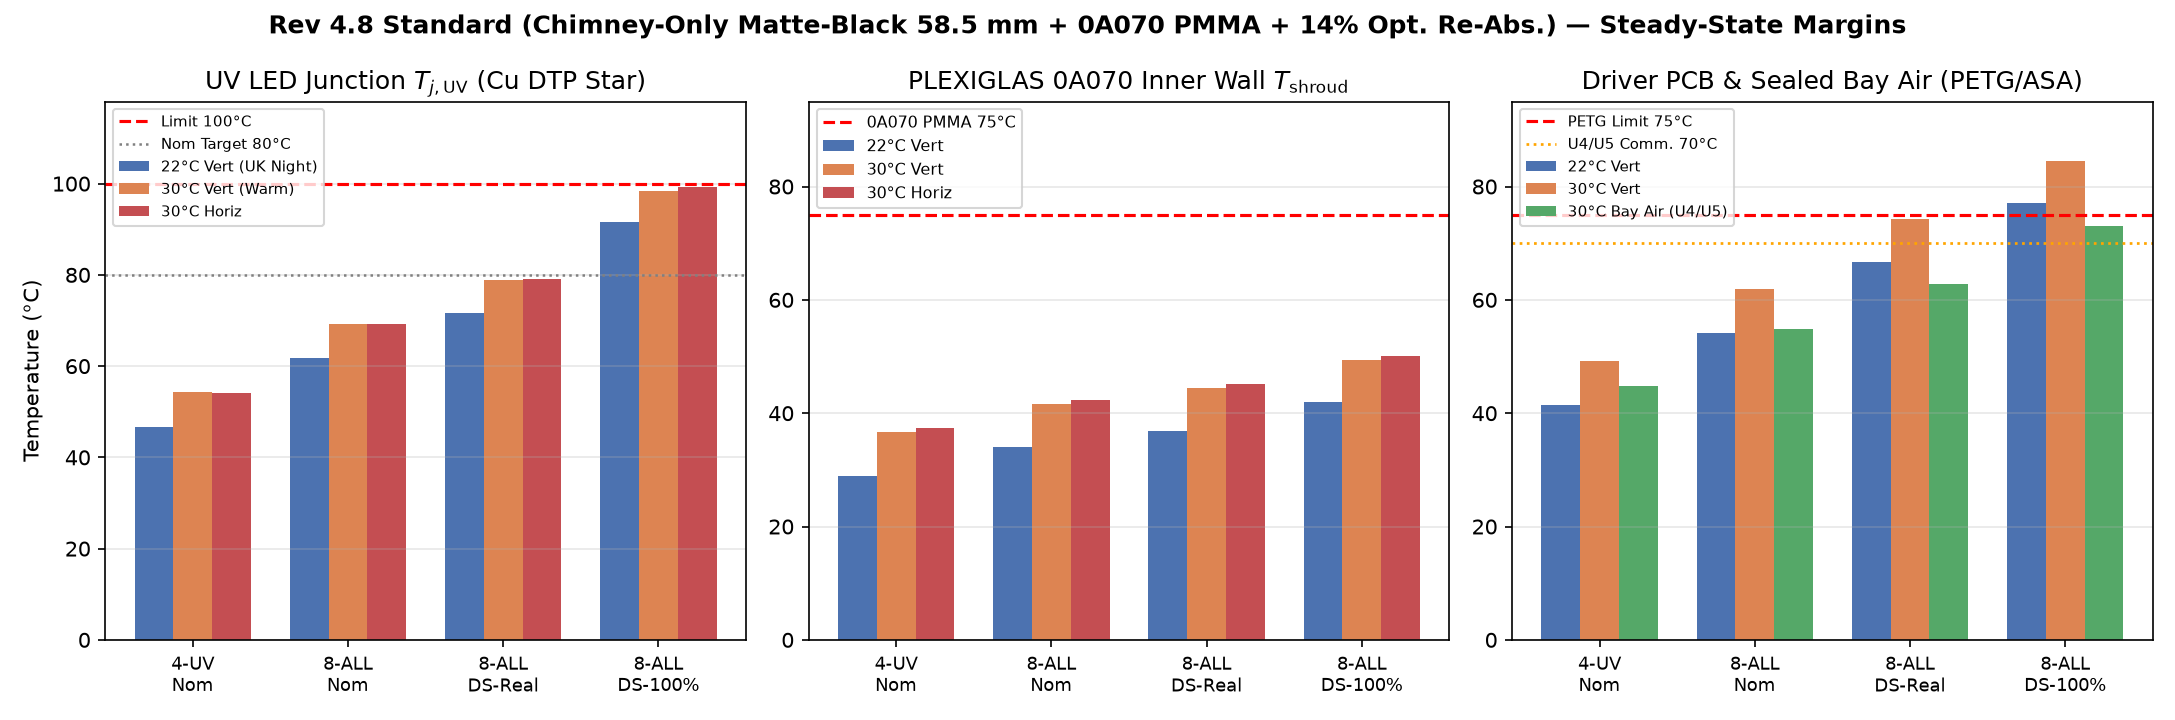 Rev 4.8 Standard (Chimney-Only Matte-Black 58.5 mm + 0A070 PMMA + 14% Opt. Re-Abs.) — Steady-State Margins
UV LED Junction Tj, UV (Cu DTP Star)
Limit 100°C
Nom Target 80°C
22°C Vert (UK Night)
30°C Vert (Warm)
30°C Horiz
Temperature (°C)
100
80
60
40
20
0
4-UV
Nom
8-ALL
Nom
8-ALL
DS-Real
8-ALL
DS-100%
PLEXIGLAS 0A070 Inner Wall Tshroud
0A070 PMMA 75°C
22°C Vert
30°C Vert
30°C Horiz
80
60
40
20
0
4-UV
Nom
8-ALL
Nom
8-ALL
DS-Real
8-ALL
DS-100%
Driver PCB & Sealed Bay Air (PETG/ASA)
PETG Limit 75°C
U4/U5 Comm. 70°C
22°C Vert
30°C Vert
30°C Bay Air (U4/U5)
80
60
40
20
0
4-UV
Nom
8-ALL
Nom
8-ALL
DS-Real
8-ALL
DS-100%